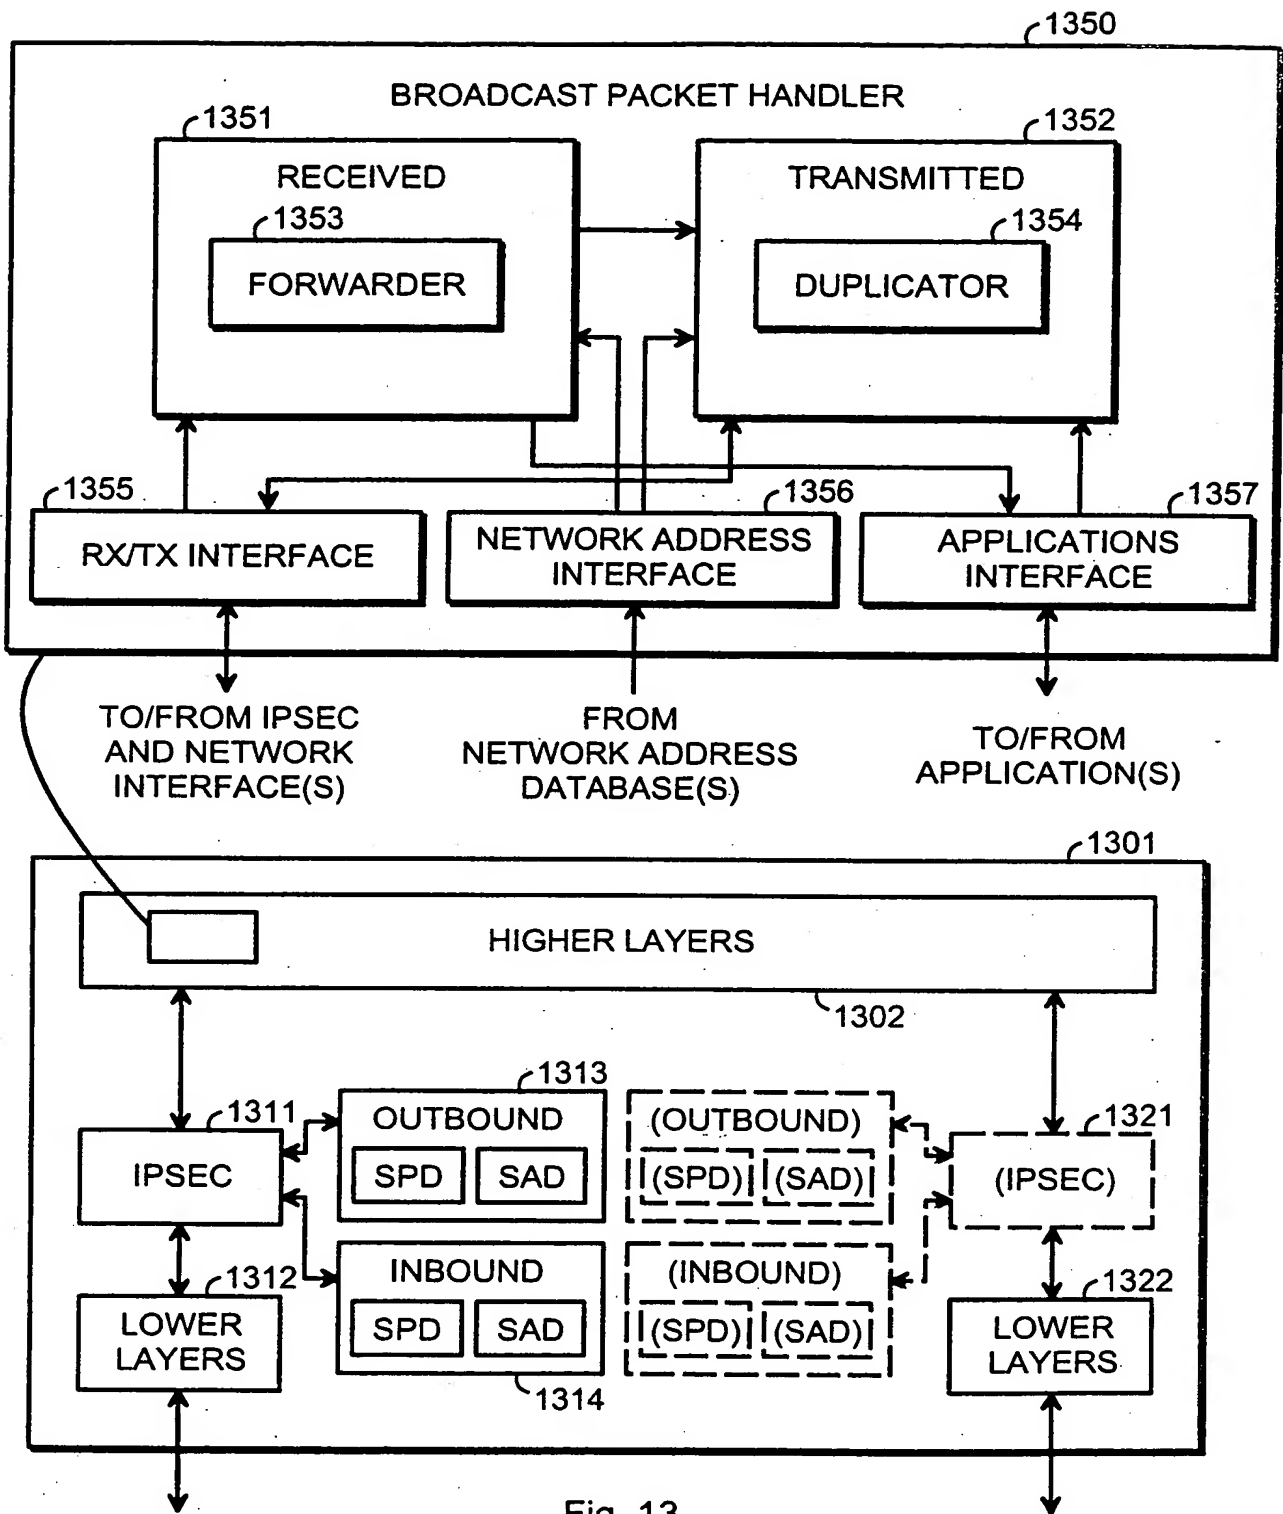 1350
BROADCAST PACKET HANDLER
1351
1352
RECEIVED
TRANSMITTED
1353
1354
FORWARDER
DUPLICATOR
1355
1356
1357
RX/TX INTERFACE
NETWORK ADDRESS
INTERFACE
APPLICATIONS
INTERFACE
TO/FROM IPSEC
AND NETWORK
INTERFACE(S)
FROM
NETWORK ADDRESS
DATABASE(S)
TO/FROM
APPLICATION(S)
1301
HIGHER LAYERS
1302
1313
1311
OUTBOUND
(OUTBOUND)
1321
IPSEC
SPD
SAD
(SPD)
(SAD)
(IPSEC)
1312
INBOUND
(INBOUND)
1322
LOWER
LAYERS
SPD
SAD
(SPD)
(SAD)
LOWER
LAYERS
1314
Fig. 13